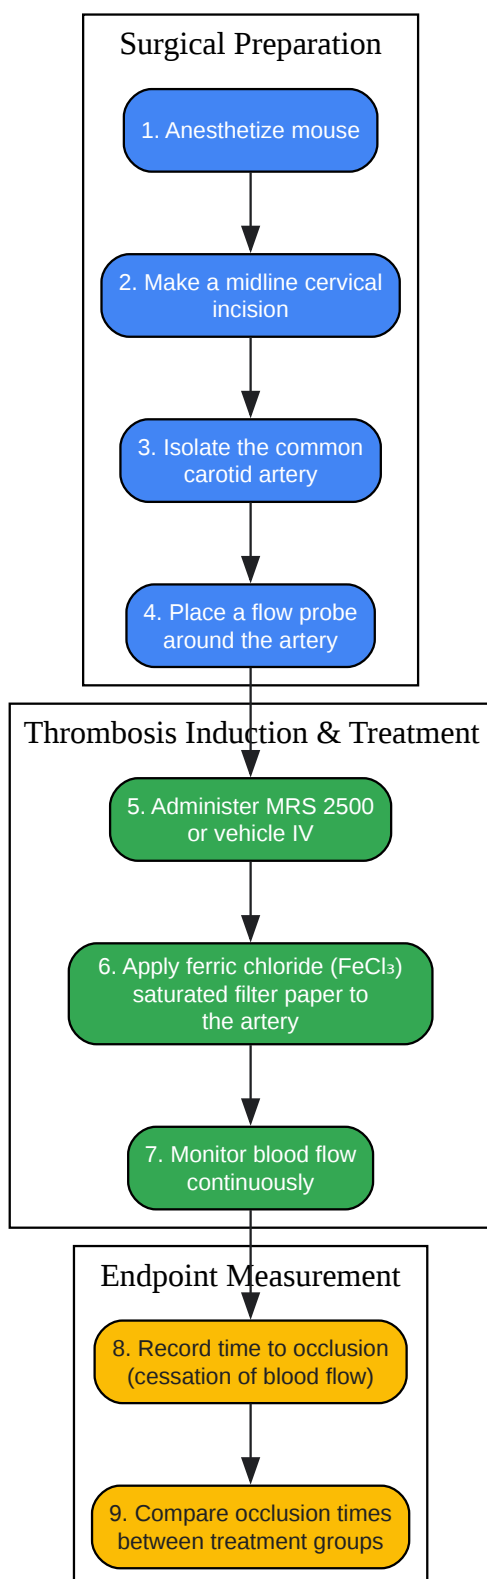 Surgical Preparation
1. Anesthetize mouse
2. Make a midline cervical
incision
3. Isolate the common
carotid artery
4. Place a flow probe
around the artery
Thrombosis Induction & Treatment
5. Administer MRS 2500
or vehicle IV
6. Apply ferric chloride (FeCl₃)
saturated filter paper to
the artery
7. Monitor blood flow
continuously
Endpoint Measurement
8. Record time to occlusion
(cessation of blood flow)
9. Compare occlusion times
between treatment groups